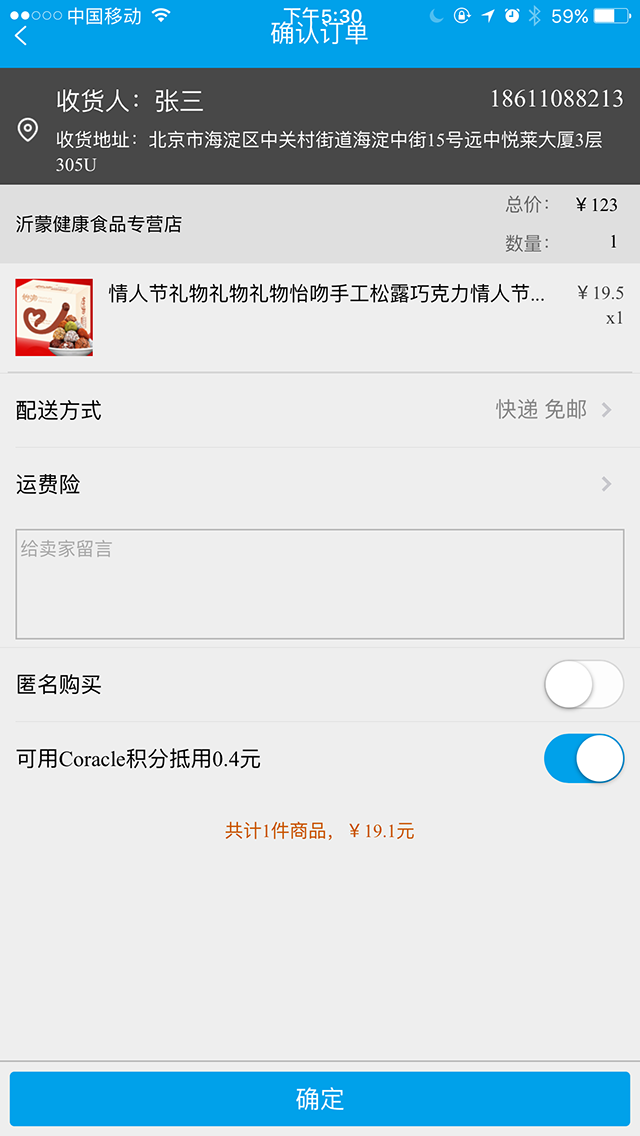 中国移动 下午5:30 59%
确认订单
收货人：张三 18611088213
收货地址：北京市海淀区中关村街道海淀中街15号远中悦莱大厦3层
305U
总价：￥123
沂蒙健康食品专营店
数量：1
情人节礼物礼物礼物怡吻手工松露巧克力情人节... ￥19.5
x1
配送方式 快递 免邮
运费险
给卖家留言
匿名购买
可用Coracle积分抵用0.4元
共计1件商品，￥19.1元
确定